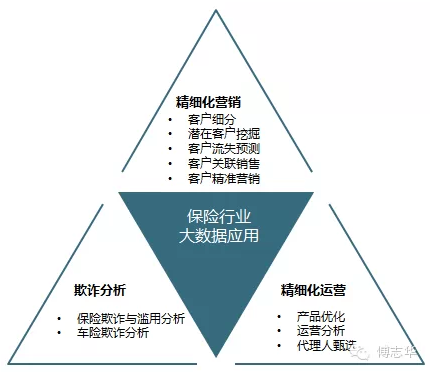 精细化营销
• 客户细分
• 潜在客户挖掘
• 客户流失预测
• 客户关联销售
• 客户精准营销
保险行业
大数据应用
欺诈分析
• 保险欺诈与滥用分析
• 车险欺诈分析
精细化运营
• 产品优化
• 运营分析
• 代理人甄选
傅志华